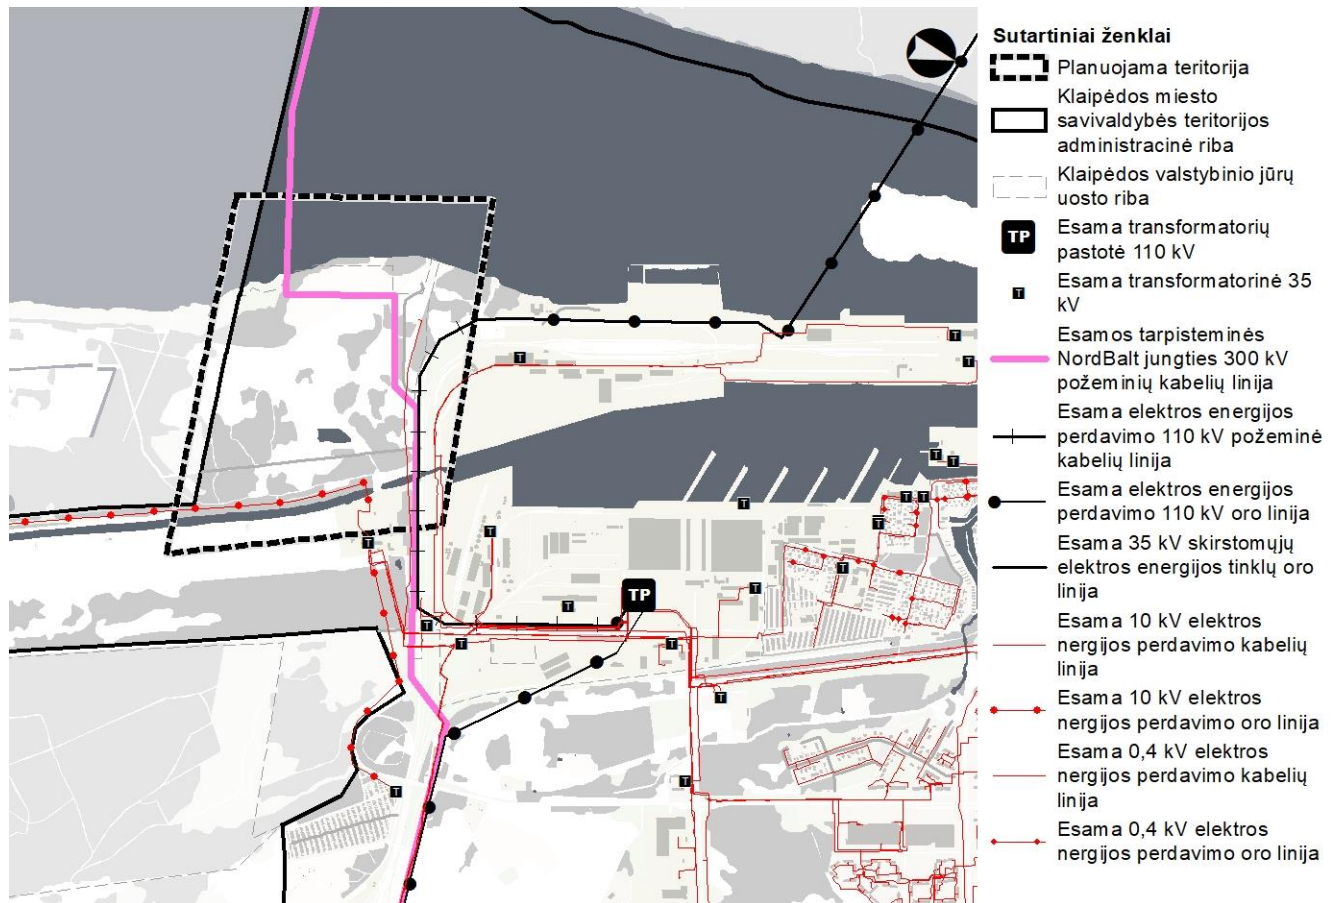 Sutartiniai ženklai
Planuojama teritorija
Klaipėdos miesto
savivaldybės teritorijos
administracinė riba
Klaipėdos valstybinio jūrų
uosto riba
TP
Esama transformatorių
pastotė 110 kV
T
Esama transformatorinė 35
kV
Esamos tarpisteminės
NordBalt jungties 300 kV
požeminių kabelių linija
Esama elektros energijos
perdavimo 110 kV požeminė
kabelių linija
Esama elektros energijos
perdavimo 110 kV oro linija
Esama 35 kV skirstomųjų
elektros energijos tinklų oro
linija
Esama 10 kV elektros
nergijos perdavimo kabelių
linija
Esama 10 kV elektros
nergijos perdavimo oro linija
Esama 0,4 kV elektros
nergijos perdavimo kabelių
linija
Esama 0,4 kV elektros
nergijos perdavimo oro linija
T
T
T
T
T
T
T
T
T
T
T
T
T
T
TP
T
T
T
T
T
T
T